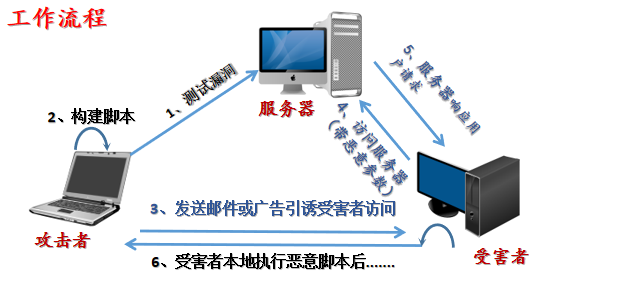 工作流程
1、测试漏洞
服务器
5、服务器响应用
户请求
2、构建脚本
4、访问服务器
（带恶意参数）
3、发送邮件或广告引诱受害者访问
攻击者
受害者
6、受害者本地执行恶意脚本后.......